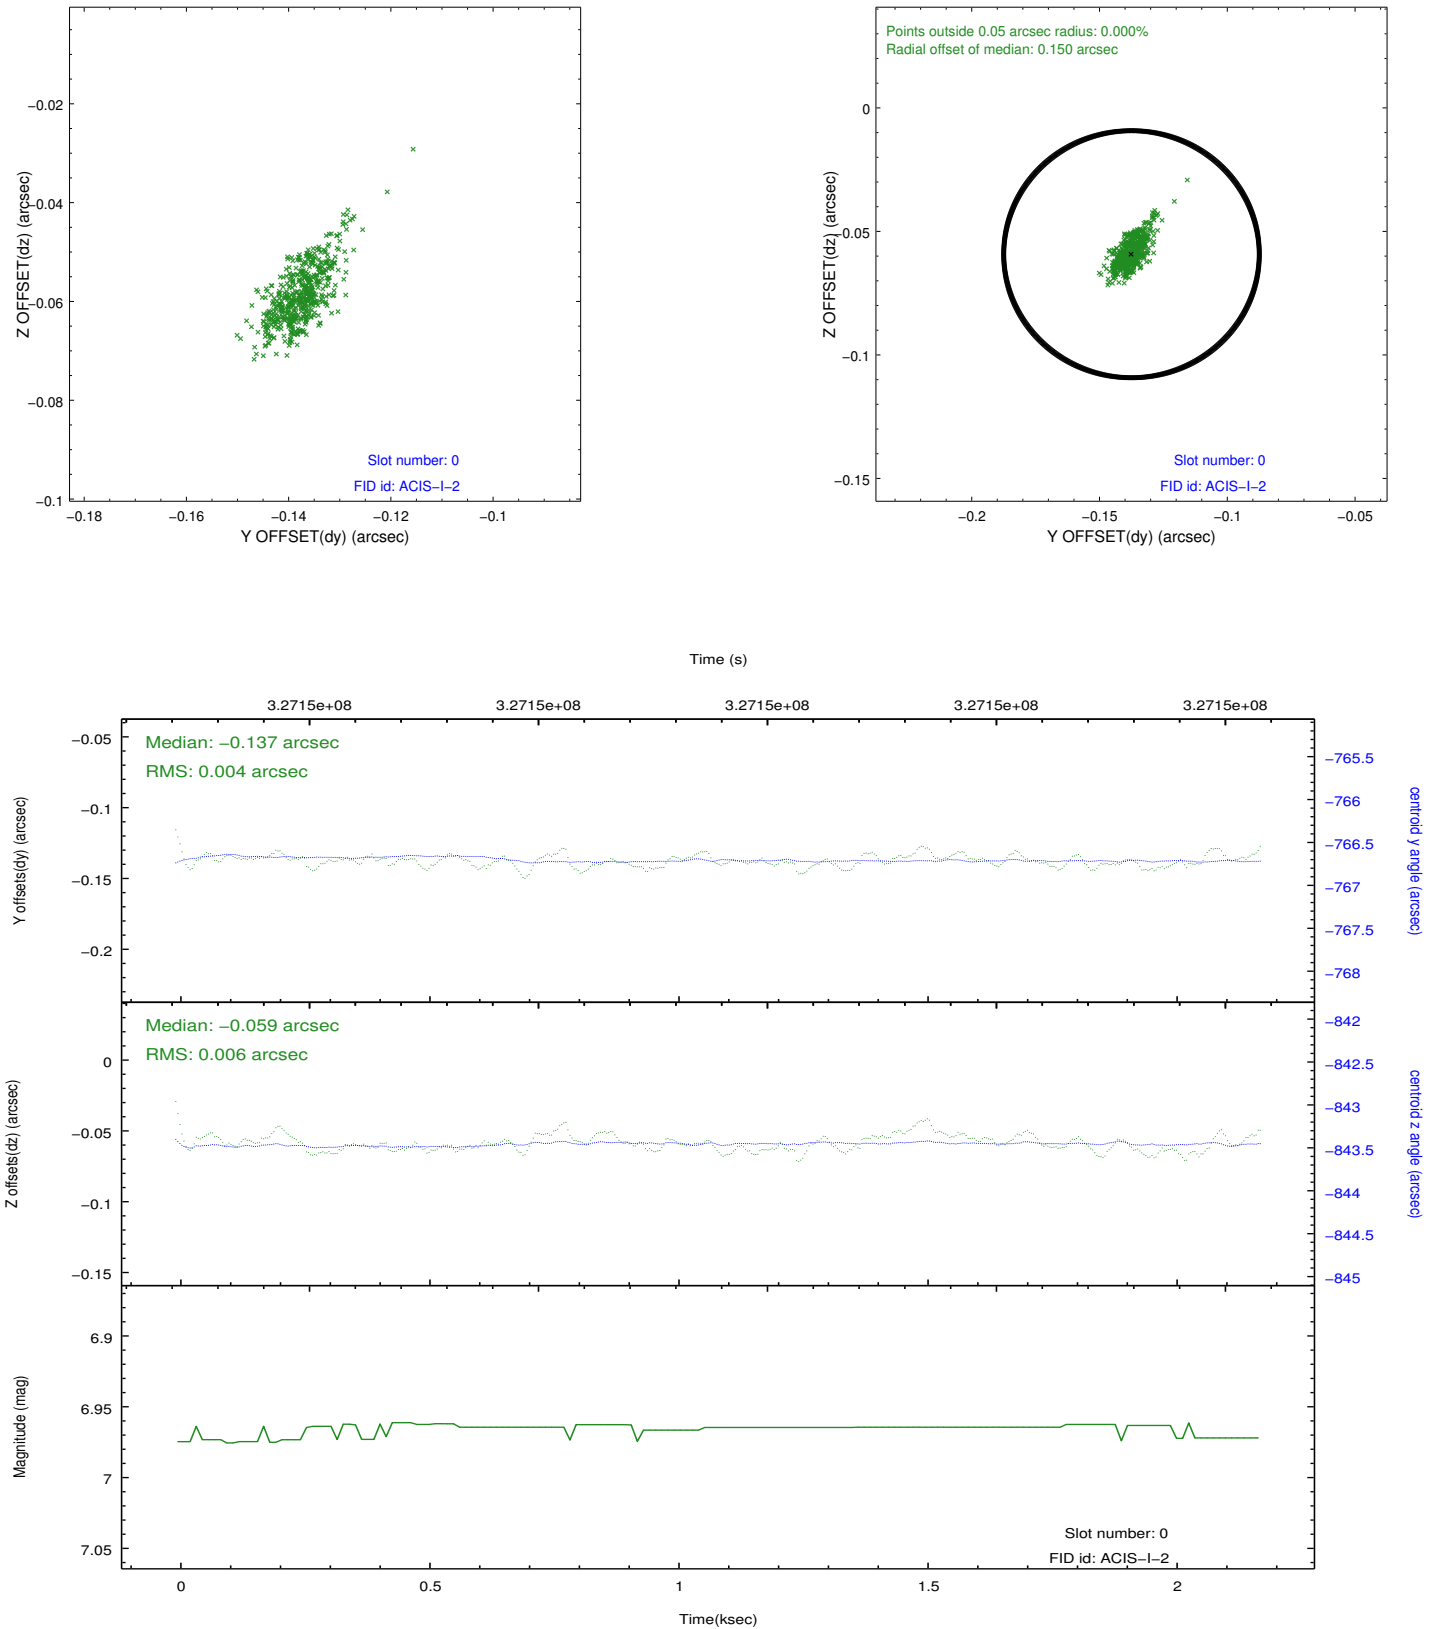 −0.02
−0.04
−0.06
−0.08
−0.1
Z OFFSET(dz) (arcsec)
Slot number: 0
FID id: ACIS−I−2
−0.18 −0.16 −0.14 −0.12 −0.1
Y OFFSET(dy) (arcsec)
Points outside 0.05 arcsec radius: 0.000%
Radial offset of median: 0.150 arcsec
0
−0.05
−0.1
−0.15
Z OFFSET(dz) (arcsec)
Slot number: 0
FID id: ACIS−I−2
−0.2 −0.15 −0.1 −0.05
Y OFFSET(dy) (arcsec)
Time (s)
3.2715e+08 3.2715e+08 3.2715e+08 3.2715e+08 3.2715e+08
Median: −0.137 arcsec
RMS: 0.004 arcsec
−0.05
−0.1
−0.15
−0.2
Y offsets(dy) (arcsec)
−765.5
−766
−766.5
−767
−767.5
−768
centroid y angle (arcsec)
Median: −0.059 arcsec
RMS: 0.006 arcsec
0
−0.05
−0.1
−0.15
Z offsets(dz) (arcsec)
−842
−842.5
−843
−843.5
−844
−844.5
−845
centroid z angle (arcsec)
6.9
6.95
7
7.05
Magnitude (mag)
Slot number: 0
FID id: ACIS−I−2
0 0.5 1 1.5 2
Time(ksec)